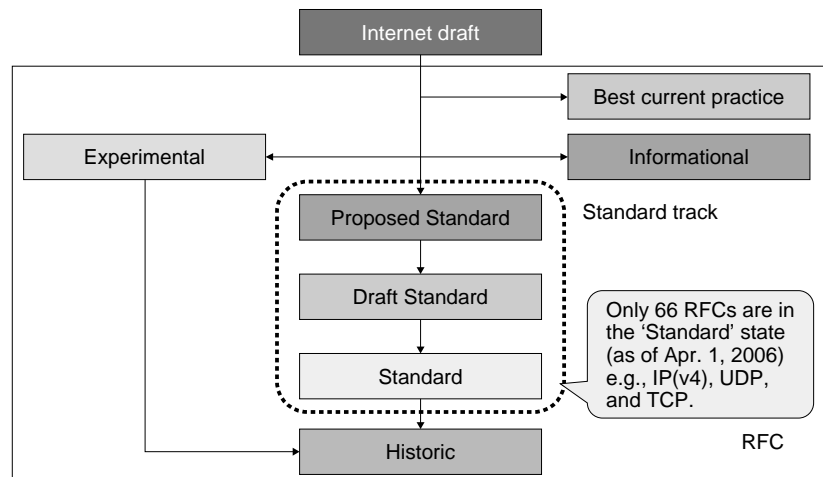 Internet draft
Best current practice
Experimental
Informational
Proposed Standard
Standard track
Draft Standard
Only 66 RFCs are in
the ‘Standard’ state
(as of Apr. 1, 2006)
e.g., IP(v4), UDP,
and TCP.
Standard
Historic
RFC